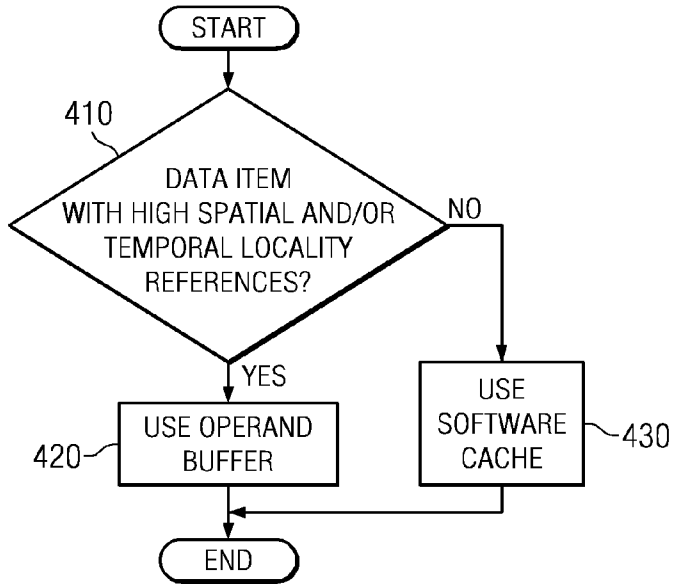 START
410
DATA ITEM
WITH HIGH SPATIAL AND/OR
TEMPORAL LOCALITY
REFERENCES?
NO
YES
USE OPERAND
BUFFER
420
USE
SOFTWARE
CACHE
430
END